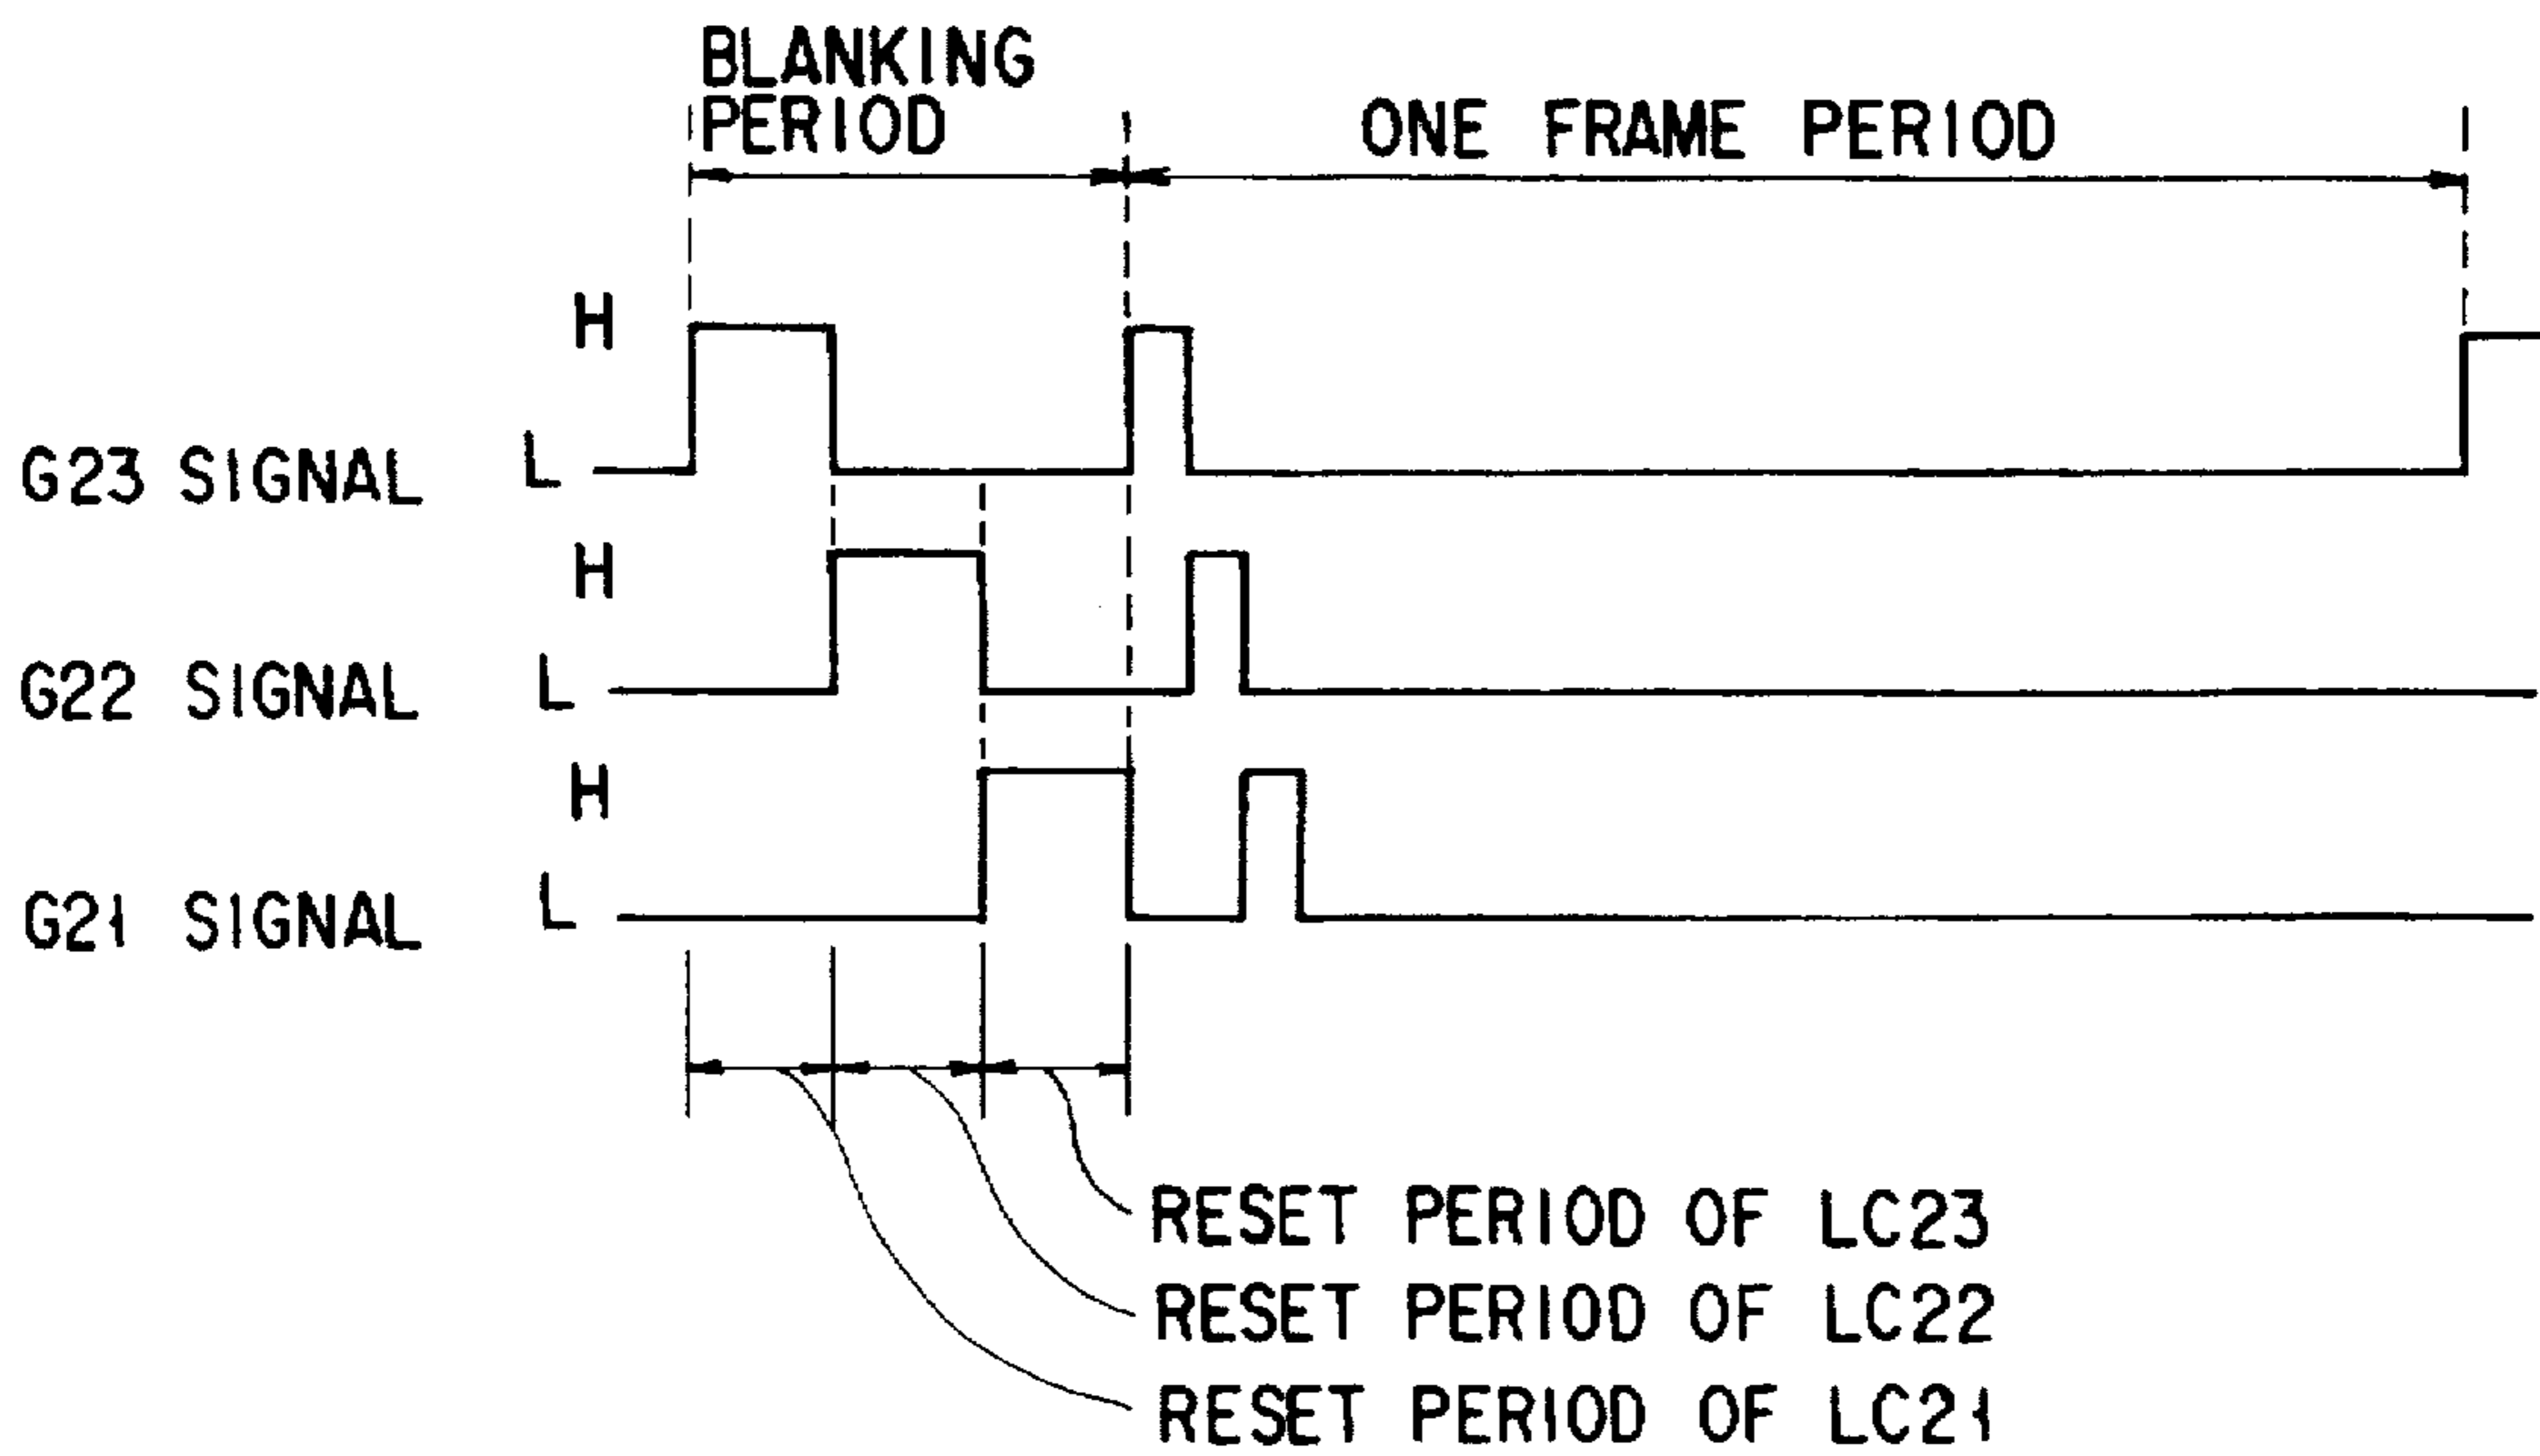 BLANKING
PERIOD
ONE FRAME PERIOD
H
G23 SIGNAL L
H
G22 SIGNAL L
H
G21 SIGNAL L
RESET PERIOD OF LC23
RESET PERIOD OF LC22
RESET PERIOD OF LC21